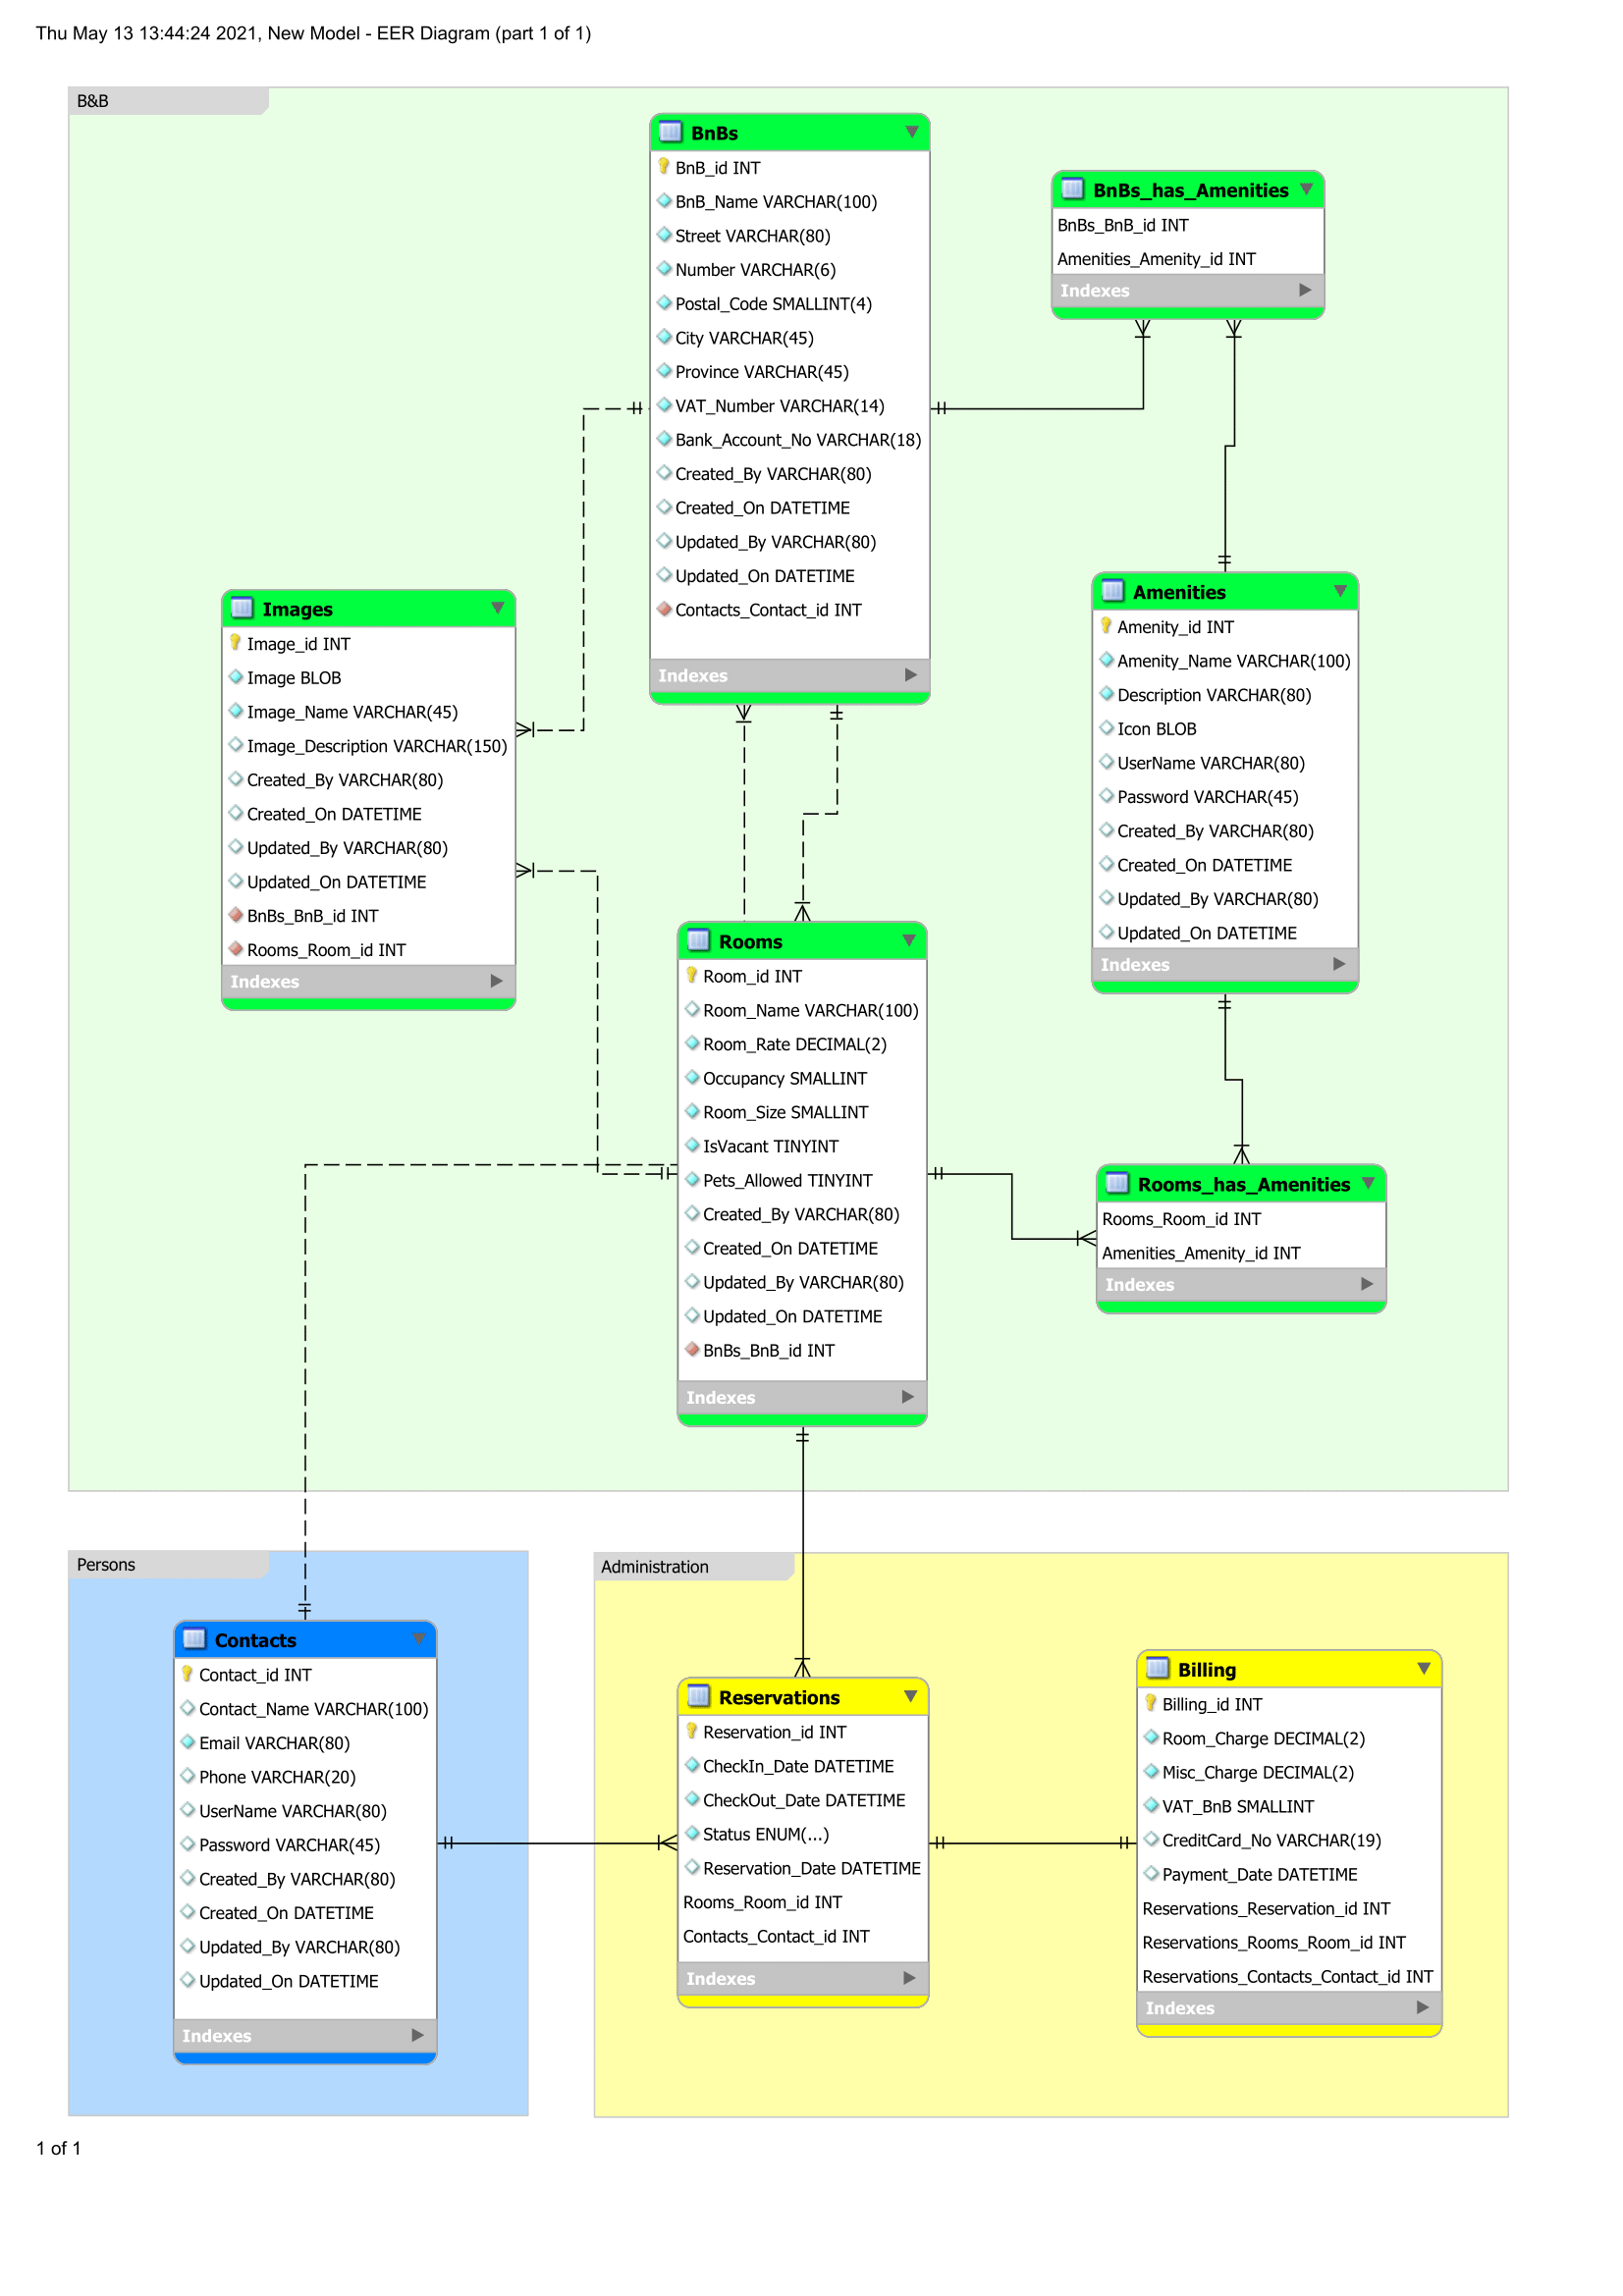 Thu May 13 13:44:24 2021, New Model - EER Diagram (part 1 of 1)
B&B
BnBs
BnB_id INT
BnB_Name VARCHAR(100)
Street VARCHAR(80)
Number VARCHAR(6)
Postal_Code SMALLINT(4)
City VARCHAR(45)
Province VARCHAR(45)
VAT_Number VARCHAR(14)
Bank_Account_No VARCHAR(18)
Created_By VARCHAR(80)
Created_On DATETIME
Updated_By VARCHAR(80)
Updated_On DATETIME
Contacts_Contact_id INT
Indexes
BnBs_has_Amenities
BnBs_BnB_id INT
Amenities_Amenity_id INT
Indexes
Images
Image_id INT
Image BLOB
Image_Name VARCHAR(45)
Image_Description VARCHAR(150)
Created_By VARCHAR(80)
Created_On DATETIME
Updated_By VARCHAR(80)
Updated_On DATETIME
BnBs_BnB_id INT
Rooms_Room_id INT
Indexes
Amenities
Amenity_id INT
Amenity_Name VARCHAR(100)
Description VARCHAR(80)
Icon BLOB
UserName VARCHAR(80)
Password VARCHAR(45)
Created_By VARCHAR(80)
Created_On DATETIME
Updated_By VARCHAR(80)
Updated_On DATETIME
Indexes
Rooms
Room_id INT
Room_Name VARCHAR(100)
Room_Rate DECIMAL(2)
Occupancy SMALLINT
Room_Size SMALLINT
IsVacant TINYINT
Pets_Allowed TINYINT
Created_By VARCHAR(80)
Created_On DATETIME
Updated_By VARCHAR(80)
Updated_On DATETIME
BnBs_BnB_id INT
Indexes
Rooms_has_Amenities
Rooms_Room_id INT
Amenities_Amenity_id INT
Indexes
Persons
Contacts
Contact_id INT
Contact_Name VARCHAR(100)
Email VARCHAR(80)
Phone VARCHAR(20)
UserName VARCHAR(80)
Password VARCHAR(45)
Created_By VARCHAR(80)
Created_On DATETIME
Updated_By VARCHAR(80)
Updated_On DATETIME
Indexes
Administration
Reservations
Reservation_id INT
CheckIn_Date DATETIME
CheckOut_Date DATETIME
Status ENUM(...)
Reservation_Date DATETIME
Rooms_Room_id INT
Contacts_Contact_id INT
Indexes
Billing
Billing_id INT
Room_Charge DECIMAL(2)
Misc_Charge DECIMAL(2)
VAT_BnB SMALLINT
CreditCard_No VARCHAR(19)
Payment_Date DATETIME
Reservations_Reservation_id INT
Reservations_Rooms_Room_id INT
Reservations_Contacts_Contact_id INT
Indexes
1 of 1